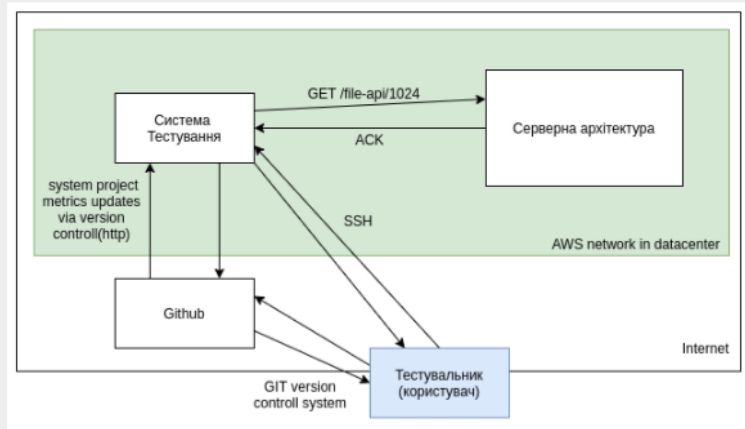 GET /file-api/1024
Система
Тестування
Серверна архітектура
ACK
system project
metrics updates
via version
controll(http)
SSH
AWS network in datacenter
Github
Internet
Тестувальник
(користувач)
GIT version
controll system